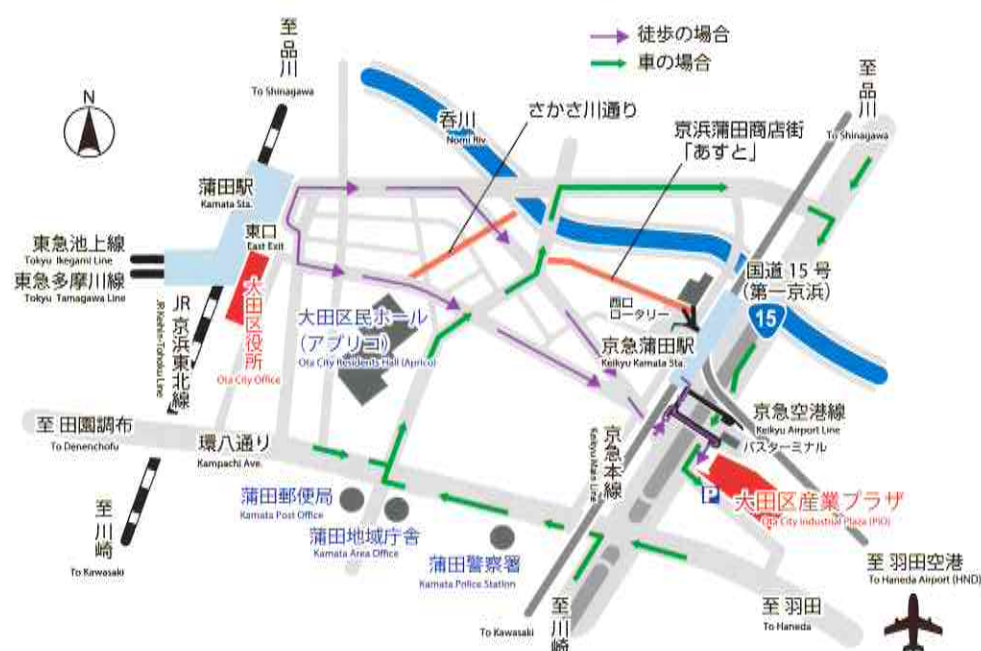 徒歩の場合
車の場合
至 品川
To Shinagawa
N
さかさ川通り
呑川
Nomi Riv.
京浜蒲田商店街
「あすと」
至 品川
To Shinagawa
蒲田駅
Kamata Sta.
東口
East Exit
東急池上線
Tokyu Ikegami Line
東急多摩川線
Tokyu Tamagawa Line
JR 京浜東北線
JR Keihin-Tohoku Line
大田区役所
Ota City Office
大田区民ホール
(アプリコ)
Ota City Residents Hall (Aprico)
西口
ロータリー
国道 15 号
(第一京浜)
15
京急蒲田駅
Keikyu Kamata Sta.
京急空港線
Keikyu Airport Line
バスターミナル
至 田園調布
To Denenchofu
環八通り
Kampachi Ave.
京急本線
Keikyu Main Line
P
大田区産業プラザ
Ota City Industrial Plaza (PIO)
蒲田郵便局
Kamata Post Office
蒲田地域庁舎
Kamata Area Office
蒲田警察署
Kamata Police Station
至 川崎
To Kawasaki
至 羽田空港
To Haneda Airport (HND)
至 川崎
To Kawasaki
至 羽田
To Haneda